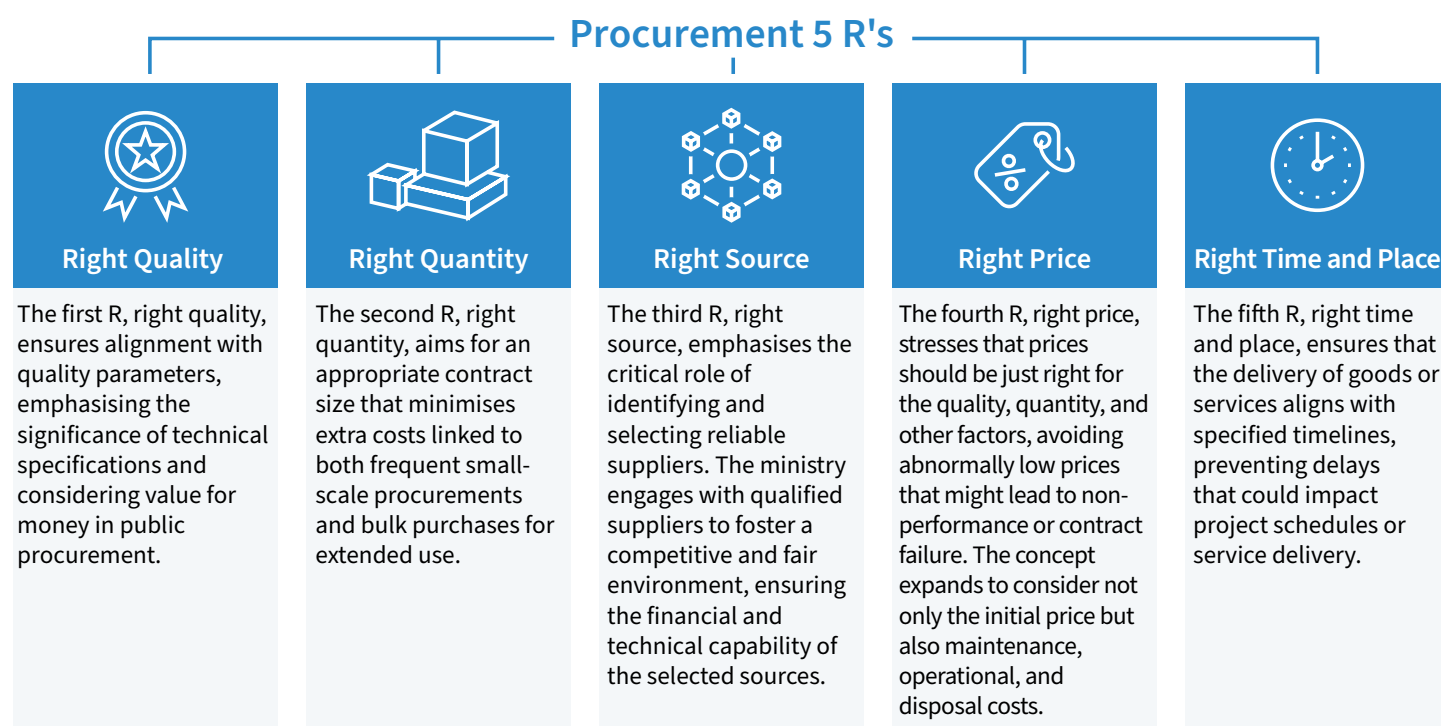 Procurement 5 R's
Right Quality
The first R, right quality,
ensures alignment with
quality parameters,
emphasising the
significance of technical
specifications and
considering value for
money in public
procurement.
Right Quantity
The second R, right
quantity, aims for an
appropriate contract
size that minimises
extra costs linked to
both frequent small-
scale procurements
and bulk purchases for
extended use.
Right Source
The third R, right
source, emphasises the
critical role of
identifying and
selecting reliable
suppliers. The ministry
engages with qualified
suppliers to foster a
competitive and fair
environment, ensuring
the financial and
technical capability of
the selected sources.
Right Price
The fourth R, right price,
stresses that prices
should be just right for
the quality, quantity, and
other factors, avoiding
abnormally low prices
that might lead to non-
performance or contract
failure. The concept
expands to consider not
only the initial price but
also maintenance,
operational, and
disposal costs.
Right Time and Place
The fifth R, right time
and place, ensures that
the delivery of goods or
services aligns with
specified timelines,
preventing delays
that could impact
project schedules or
service delivery.